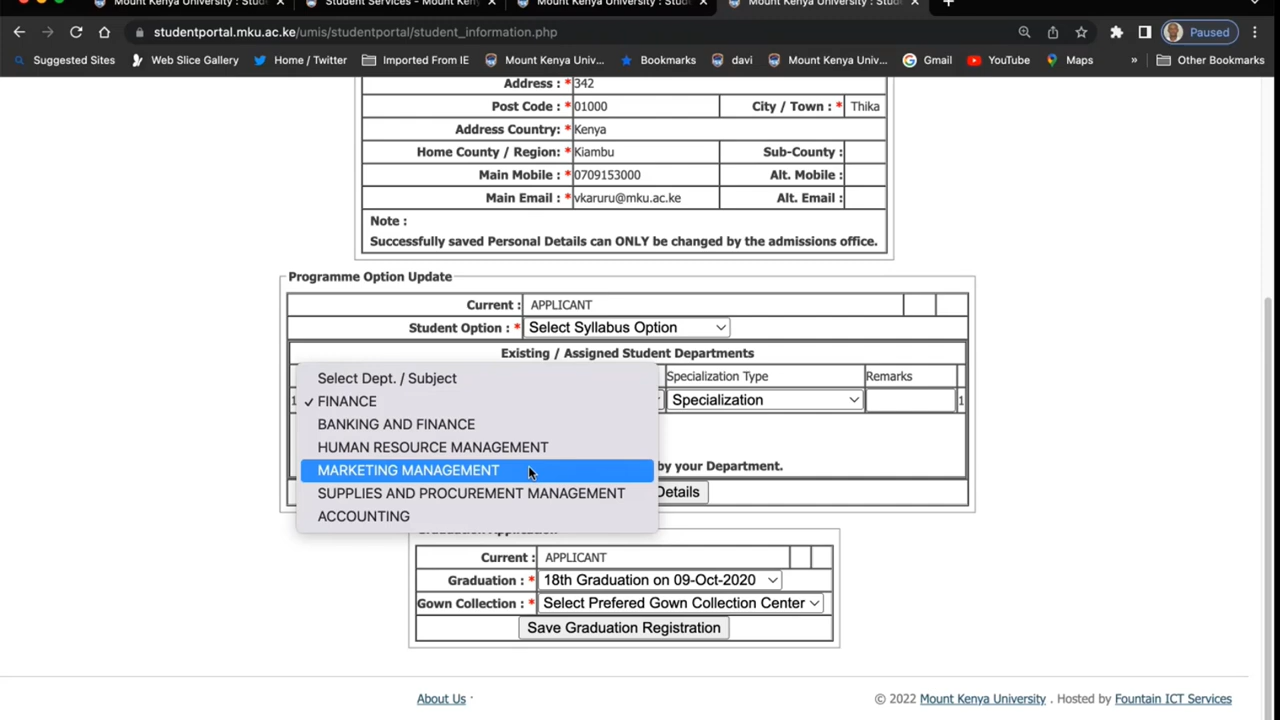 Mount Kenya University : Stud
Student Services - Mount Ken
Mount Kenya University : Stud
Mount Kenya University : Stud
studentportal.mku.ac.ke/umis/studentportal/student_information.php
Paused
Suggested Sites
Web Slice Gallery
Home / Twitter
Imported From IE
Mount Kenya Univ...
Bookmarks
davi
Mount Kenya Univ...
Gmail
YouTube
Maps
»
Other Bookmarks
Address : *342
Post Code : *01000 City / Town : * Thika
Address Country: *Kenya
Home County / Region: *Kiambu Sub-County :
Main Mobile : *0709153000 Alt. Mobile :
Main Email : *vkaruru@mku.ac.ke Alt. Email :
Note :
Successfully saved Personal Details can ONLY be changed by the admissions office.
Programme Option Update
Current : APPLICANT
Student Option : * Select Syllabus Option
Existing / Assigned Student Departments
Specialization Type Remarks
Specialization 1
Select Dept. / Subject
✓ FINANCE
BANKING AND FINANCE
HUMAN RESOURCE MANAGEMENT
MARKETING MANAGEMENT
SUPPLIES AND PROCUREMENT MANAGEMENT
ACCOUNTING
by your Department.
Details
Current : APPLICANT
Graduation : * 18th Graduation on 09-Oct-2020
Gown Collection : * Select Prefered Gown Collection Center
Save Graduation Registration
About Us ·
© 2022 Mount Kenya University . Hosted by Fountain ICT Services